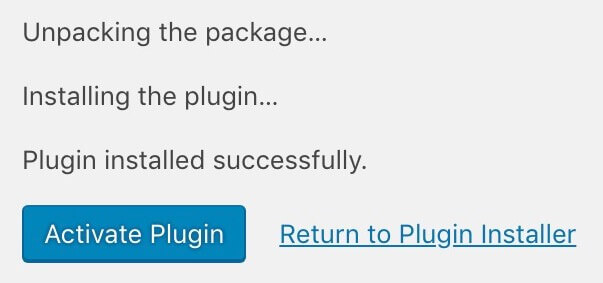 Unpacking the package…
Installing the plugin…
Plugin installed successfully.
Activate Plugin Return to Plugin Installer